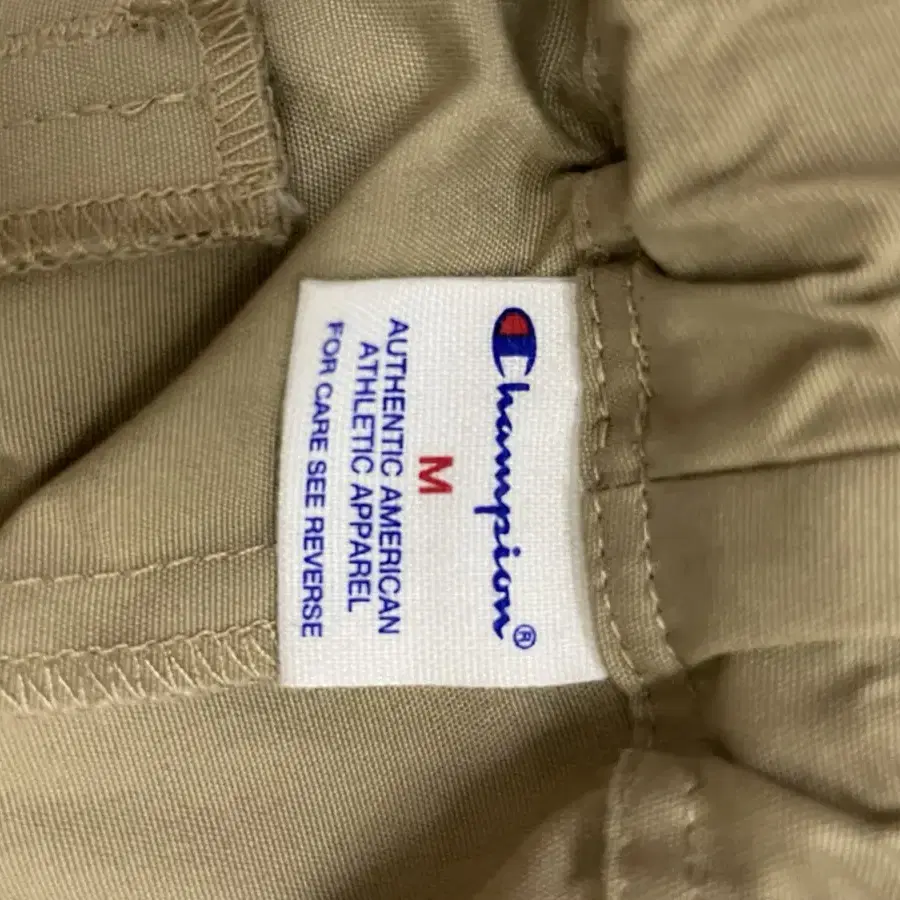 Champion®
M
AUTHENTIC AMERICAN
ATHLETIC APPAREL
FOR CARE SEE REVERSE